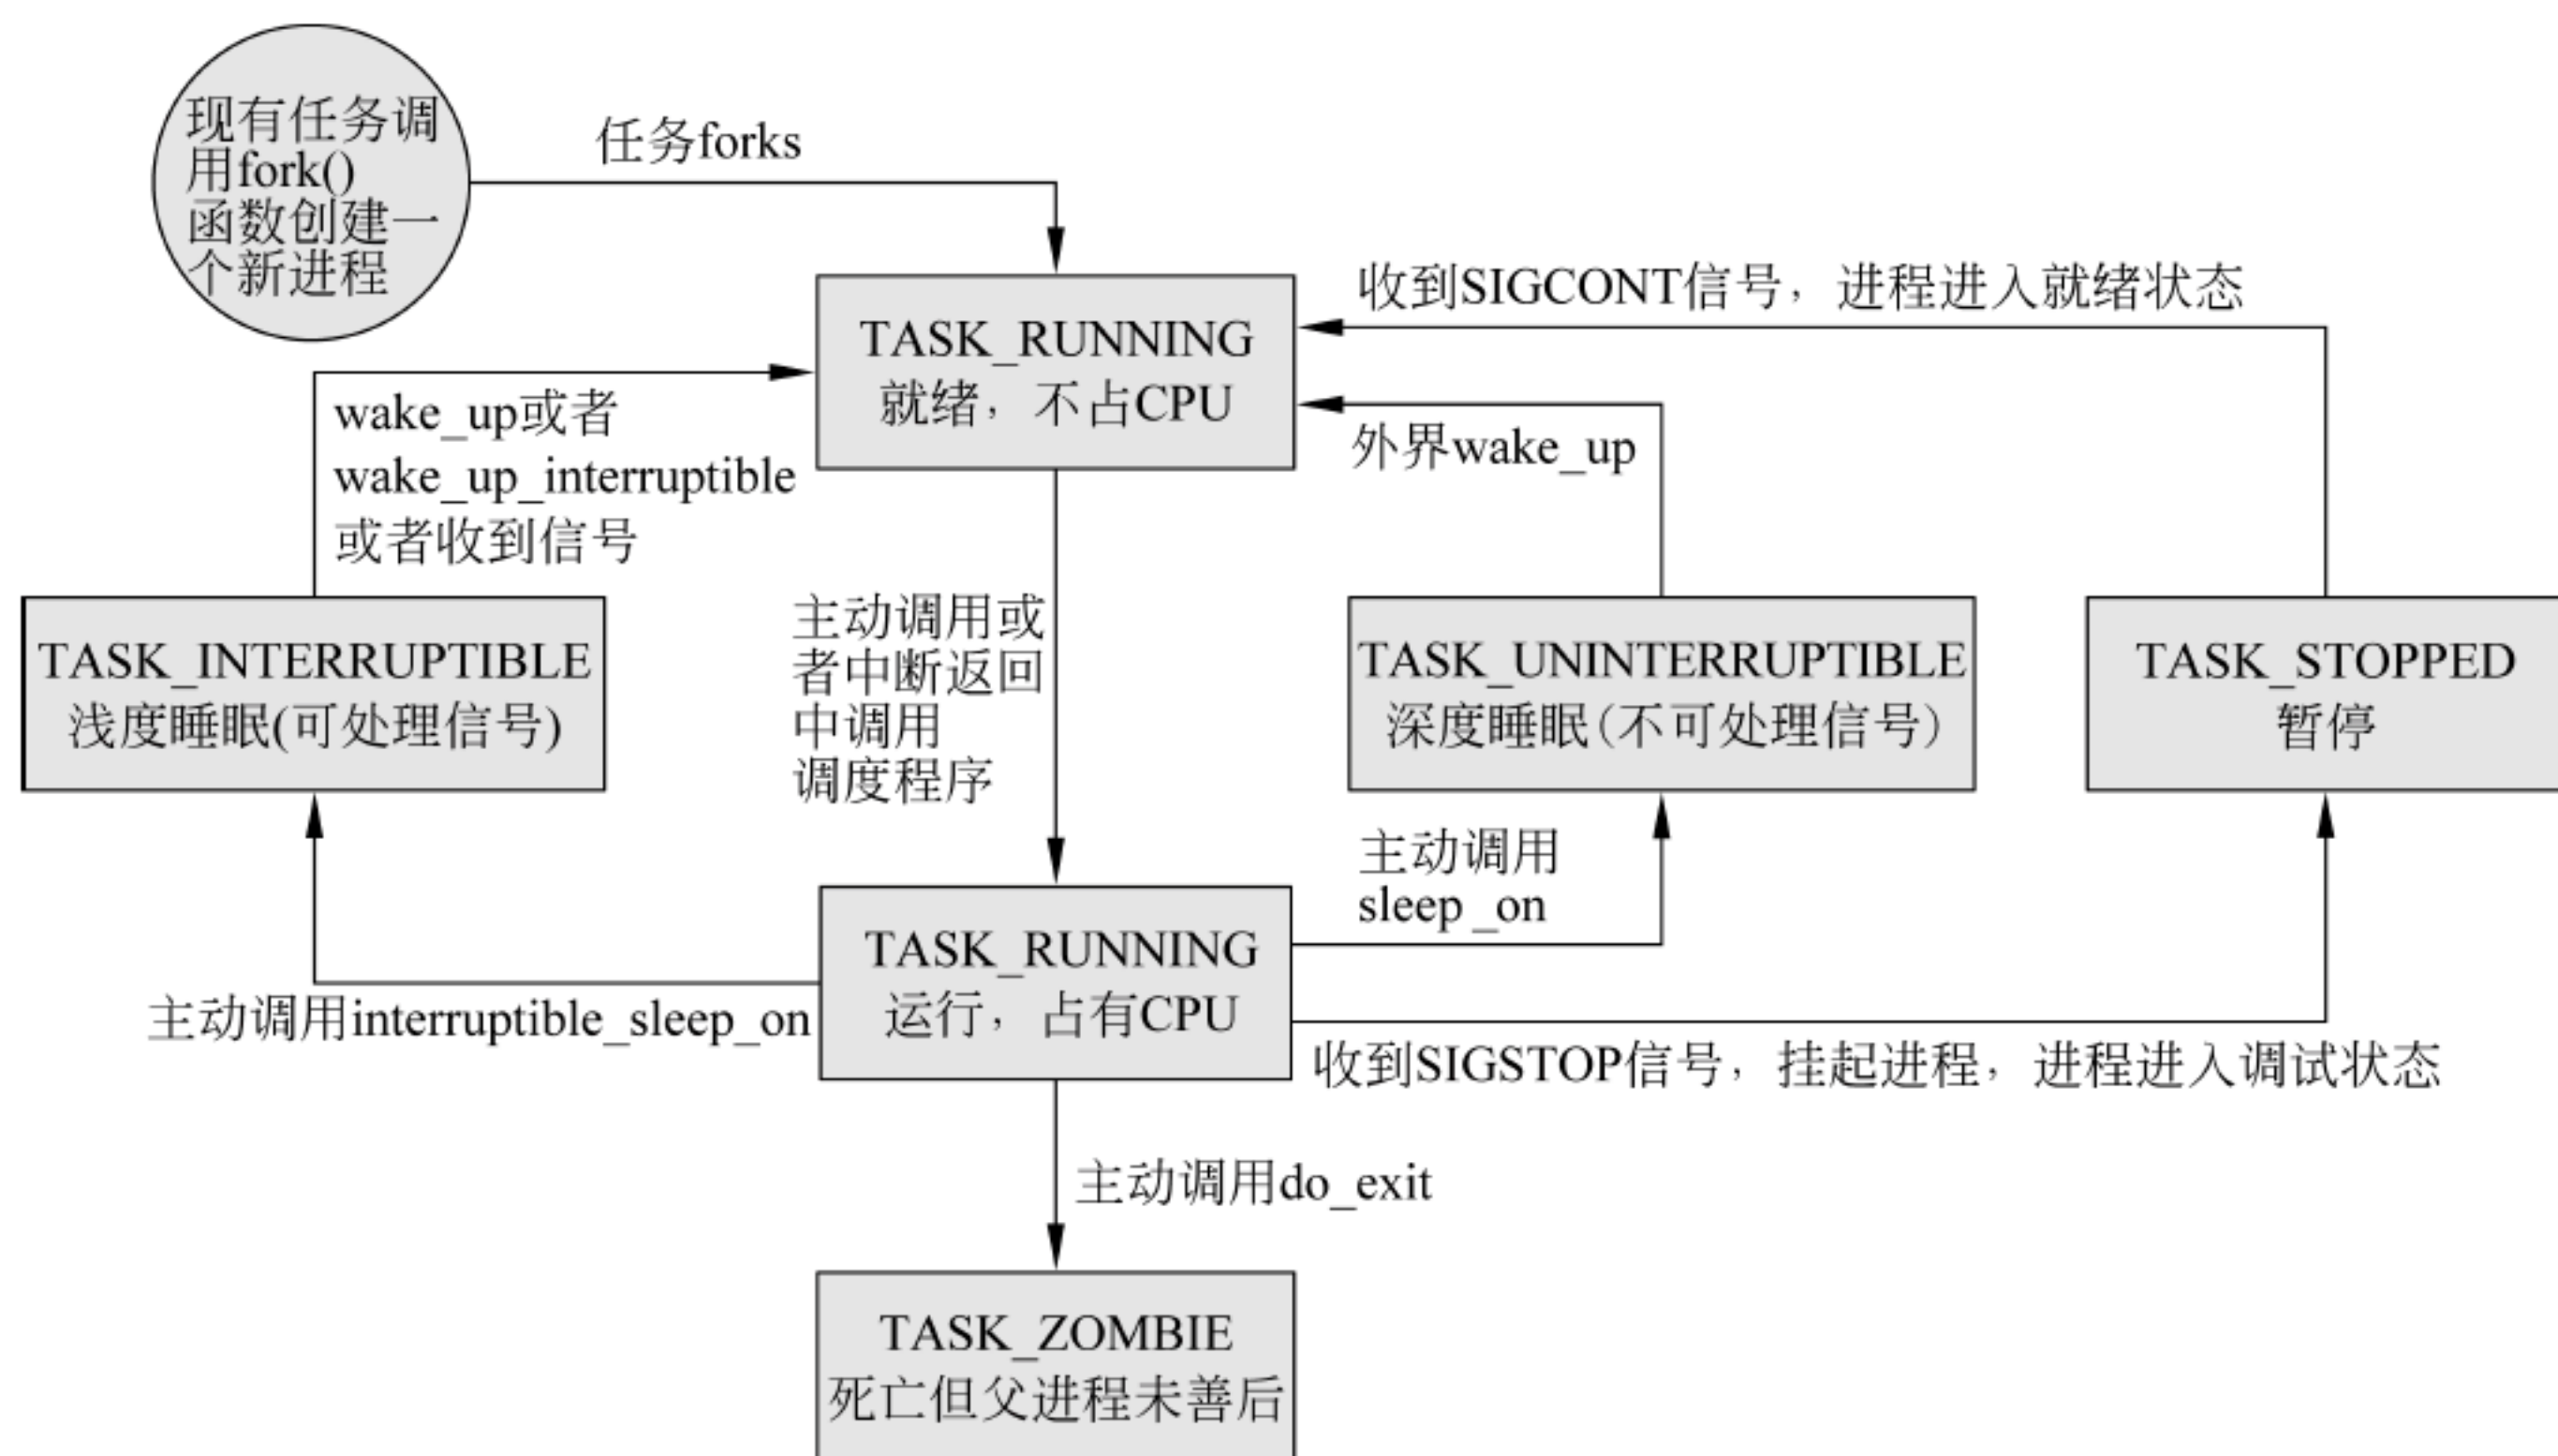 现有任务调
用fork()
函数创建一
个新进程
任务forks
收到SIGCONT信号，进程进入就绪状态
TASK_RUNNING
就绪，不占CPU
wake_up或者
wake_up_interruptible
或者收到信号
外界wake_up
主动调用或
者中断返回
中调用
调度程序
TASK_INTERRUPTIBLE
浅度睡眠(可处理信号)
TASK_UNINTERRUPTIBLE
深度睡眠(不可处理信号)
TASK_STOPPED
暂停
主动调用
sleep_on
TASK_RUNNING
运行，占有CPU
主动调用interruptible_sleep_on
收到SIGSTOP信号，挂起进程，进程进入调试状态
主动调用do_exit
TASK_ZOMBIE
死亡但父进程未善后